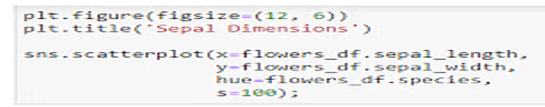 plt.figure(figsize=(12, 6))
plt.title('Sepal Dimensions')
sns.scatterplot(x=flowers_df.sepal_length,
y=flowers_df.sepal_width,
hue=flowers_df.species,
s=100);